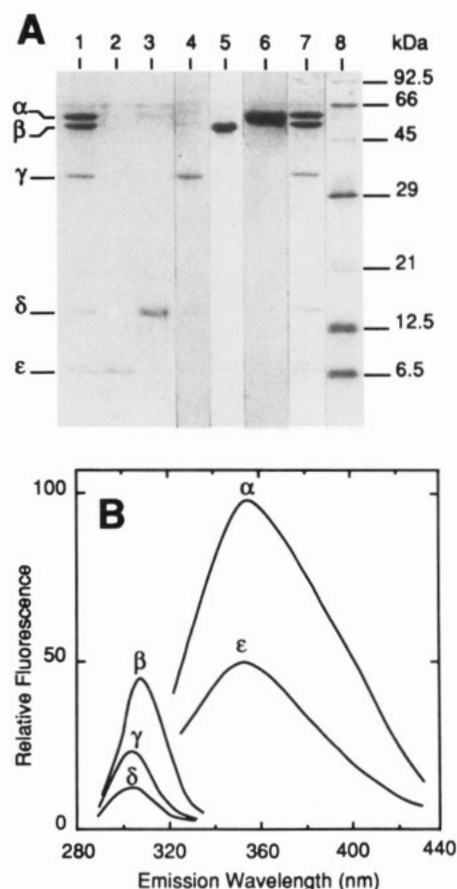 A
1 2 3 4 5 6 7 8 kDa
92.5
α
66
β
45
γ
29
21
δ
12.5
ε
6.5
B
100
α
ε
β
50
γ
δ
0
Relative Fluorescence
280 320 360 400 440
Emission Wavelength (nm)